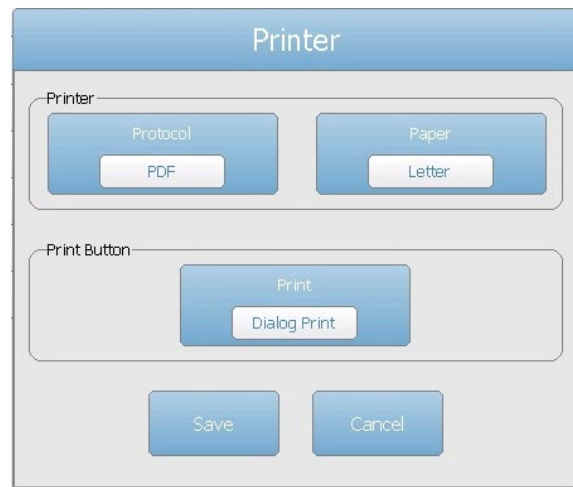 Printer
Printer
Protocol
PDF
Paper
Letter
Print Button
Print
Dialog Print
Save
Cancel